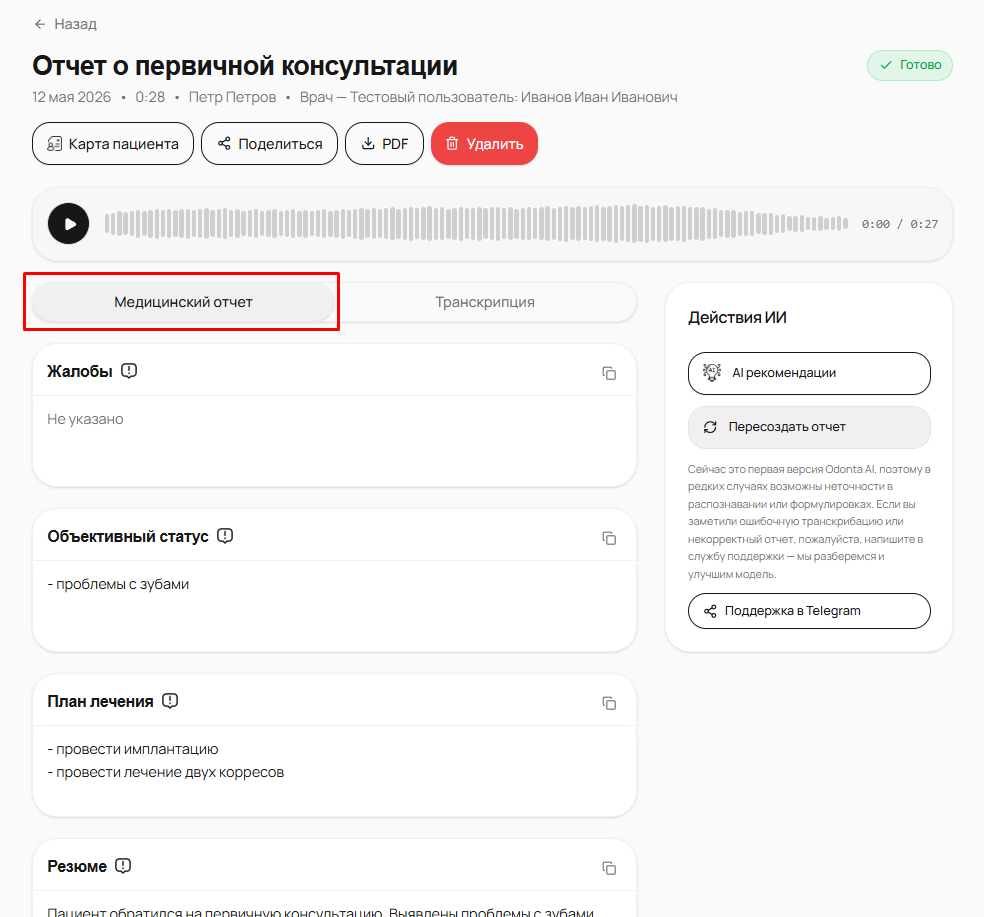 Назад
Отчет о первичной консультации
Готово
12 мая 2026 • 0:28 • Петр Петров • Врач — Тестовый пользователь: Иванов Иван Иванович
Карта пациента
Поделиться
PDF
Удалить
0:00 / 0:27
Медицинский отчет
Транскрипция
Жалобы
Не указано
Объективный статус
- проблемы с зубами
План лечения
- провести имплантацию
- провести лечение двух корресов
Резюме
Пациент обратился на первичную консультацию. Выявлены проблемы с зубами.
Действия ИИ
AI рекомендации
Пересоздать отчет
Сейчас это первая версия Odonta AI, поэтому в
редких случаях возможны неточности в
распознавании или формулировках. Если вы
заметили ошибочную транскрибацию или
некорректный отчет, пожалуйста, напишите в
службу поддержки — мы разберемся и
улучшим модель.
Поддержка в Telegram